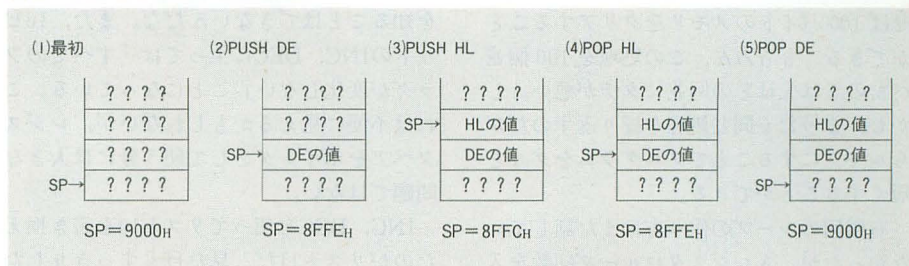 (1)最初
(2)PUSH DE
(3)PUSH HL
(4)POP HL
(5)POP DE
????
????
????
SP→ ????
SP=9000H
????
????
SP→ DEの値
????
SP=8FFEH
????
SP→ HLの値
DEの値
????
SP=8FFCH
????
HLの値
SP→ DEの値
????
SP=8FFEH
????
HLの値
DEの値
SP→ ????
SP=9000H